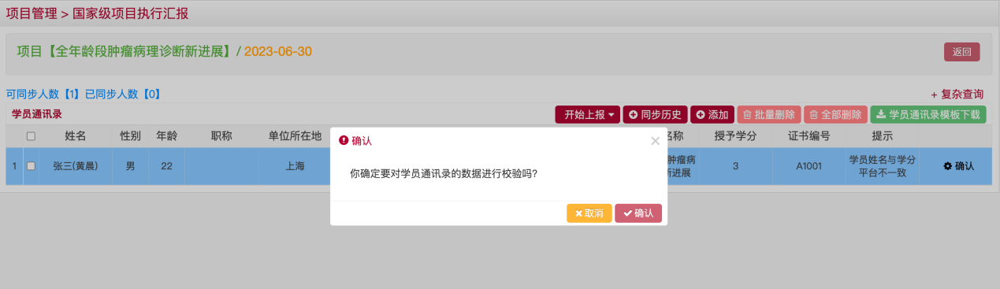 项目管理 > 国家级项目执行汇报
项目【全年龄段肿瘤病理诊断新进展】/ 2023-06-30
返回
可同步人数【1】已同步人数【0】
+ 复杂查询
学员通讯录
开始上报
同步历史
添加
批量删除
全部删除
学员通讯录模板下载
姓名 性别 年龄 职称 单位所在地 名称 授予学分 证书编号 提示
1 张三(黄晨) 男 22 上海 肿瘤病 3 A1001 学员姓名与学分 确认
新进展 平台不一致
确认
你确定要对学员通讯录的数据进行校验吗?
取消
确认